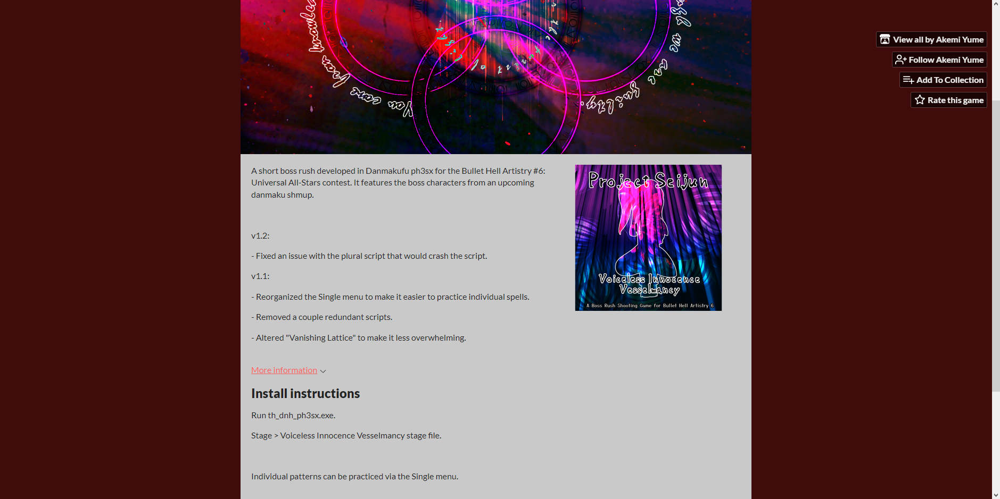 You can learn
knowledge
we are guilty.
View all by Akemi Yume
Follow Akemi Yume
Add To Collection
Rate this game
A short boss rush developed in Danmakufu ph3sx for the Bullet Hell Artistry #6:
Universal All-Stars contest. It features the boss characters from an upcoming
danmaku shmup.
v1.2:
- Fixed an issue with the plural script that would crash the script.
v1.1:
- Reorganized the Single menu to make it easier to practice individual spells.
- Removed a couple redundant scripts.
- Altered "Vanishing Lattice" to make it less overwhelming.
More information
Install instructions
Run th_dnh_ph3sx.exe.
Stage > Voiceless Innocence Vesselmancy stage file.
Individual patterns can be practiced via the Single menu.
Project Seijun
Voiceless Innocence
Vesselmancy
A Boss Rush Shooting Game for Bullet Hell Artistry 6